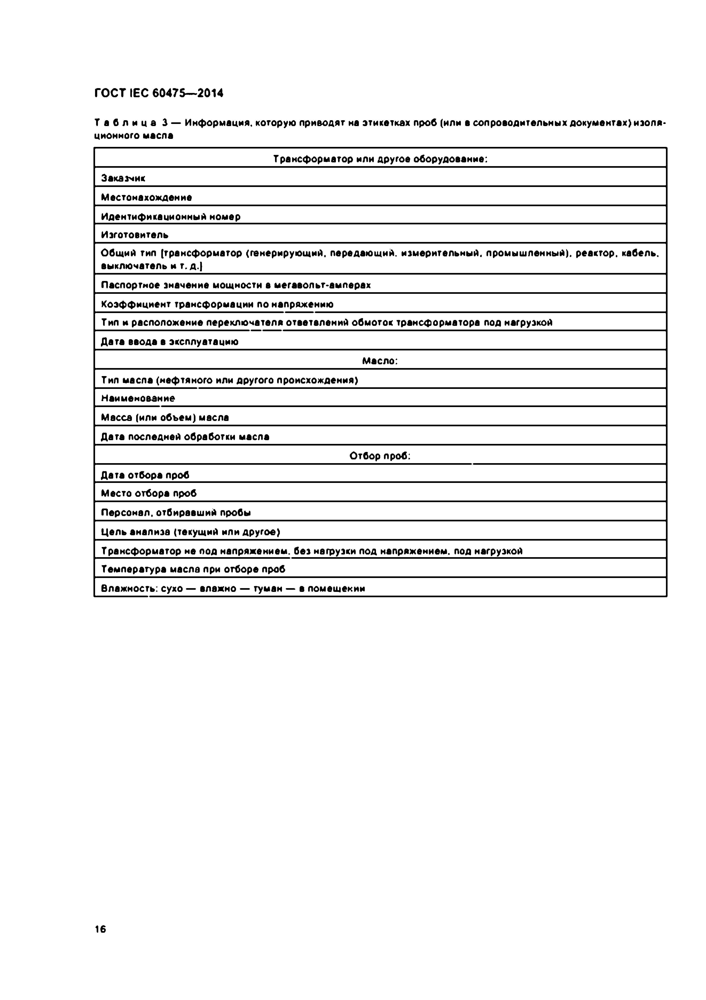 ГОСТ IEC 60475—2014
Таблица 3 — Информация, которую приводят на этикетках проб (или в сопроводительных документах) изоля-
ционного масла
Трансформатор или другое оборудование:
Заказчик
Местонахождение
Идентификационный номер
Изготовитель
Общий тип [трансформатор (генерирующий, передающий, измерительный, промышленный), реактор, кабель,
выключатель и т. д.]
Паспортное значение мощности в мегавольт-амперах
Коэффициент трансформации по напряжению
Тип и расположение переключателя ответвлений обмоток трансформатора под нагрузкой
Дата ввода в эксплуатацию
Масло:
Тип масла (нефтяного или другого происхождения)
Наименование
Масса (или объем) масла
Дата последней обработки масла
Отбор проб:
Дата отбора проб
Место отбора проб
Персонал, отбиравший пробы
Цель анализа (текущий или другое)
Трансформатор не под напряжением, без нагрузки под напряжением, под нагрузкой
Температура масла при отборе проб
Влажность: сухо — влажно — туман — в помещении
16